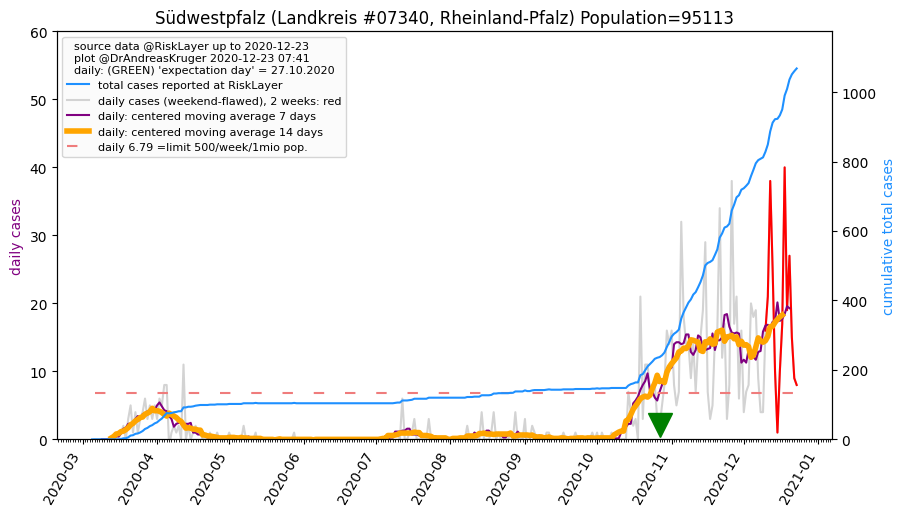 Südwestpfalz (Landkreis #07340, Rheinland-Pfalz) Population=95113
source data @RiskLayer up to 2020-12-23
plot @DrAndreasKruger 2020-12-23 07:41
daily: (GREEN) 'expectation day' = 27.10.2020
total cases reported at RiskLayer
daily cases (weekend-flawed), 2 weeks: red
daily: centered moving average 7 days
daily: centered moving average 14 days
daily 6.79 =limit 500/week/1mio pop.
daily cases
60
50
40
30
20
10
0
cumulative total cases
1000
800
600
400
200
0
2020-03
2020-04
2020-05
2020-06
2020-07
2020-08
2020-09
2020-10
2020-11
2020-12
2021-01